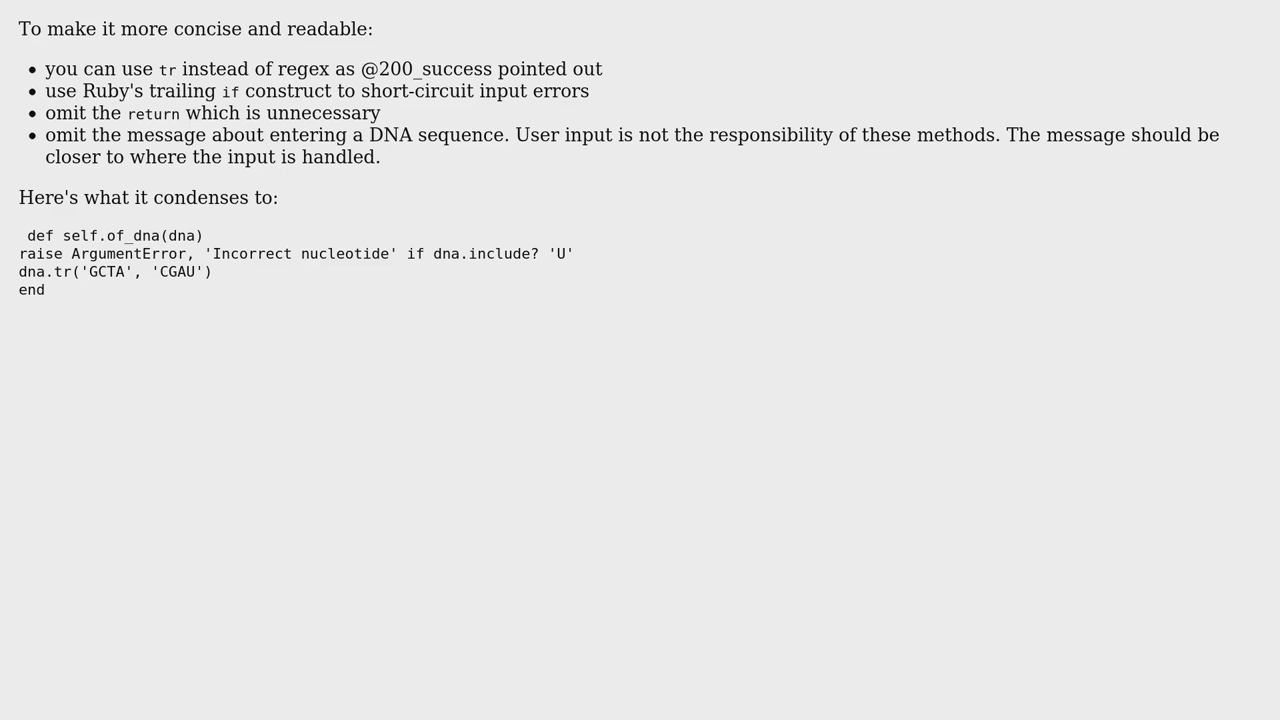 To make it more concise and readable:
• you can use tr instead of regex as @200_success pointed out
• use Ruby's trailing if construct to short-circuit input errors
• omit the return which is unnecessary
• omit the message about entering a DNA sequence. User input is not the responsibility of these methods. The message should be
closer to where the input is handled.
Here's what it condenses to:
 def self.of_dna(dna)
raise ArgumentError, 'Incorrect nucleotide' if dna.include? 'U'
dna.tr('GCTA', 'CGAU')
end